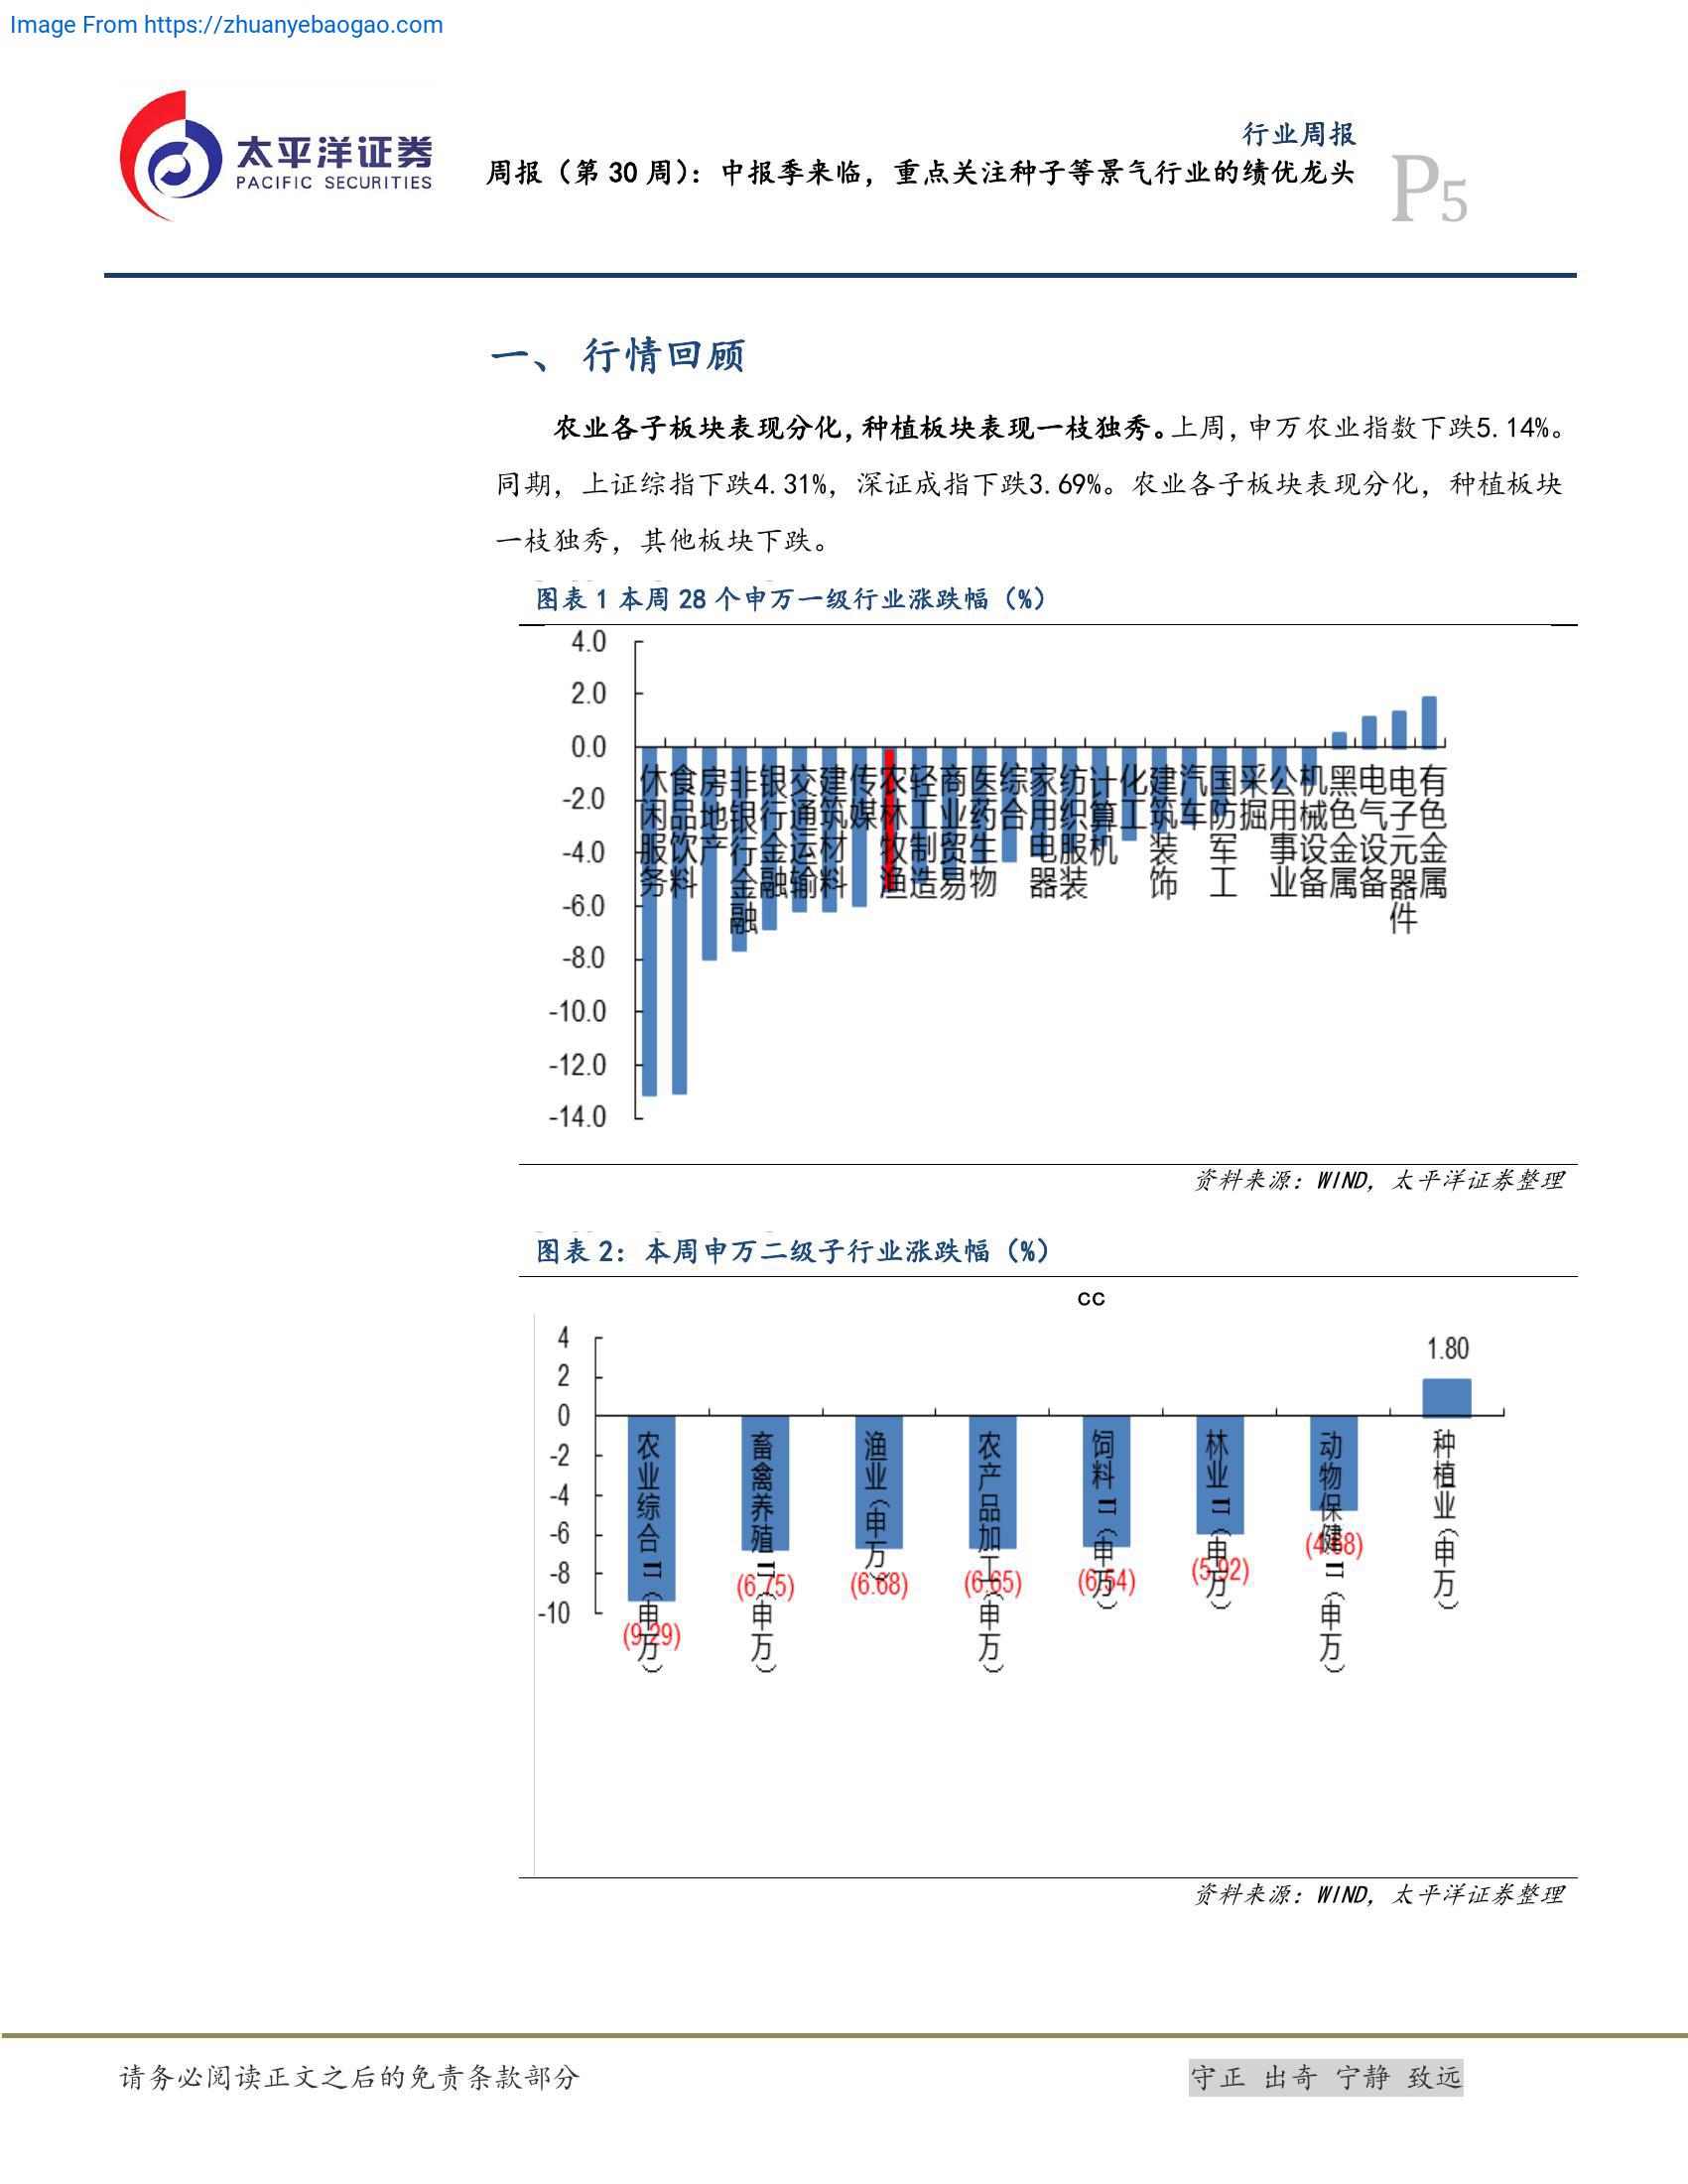 Image From https://zhuanyebaogao.com
太平洋证券
PACIFIC SECURITIES
行业周报
周报（第 30 周）：中报季来临，重点关注种子等景气行业的绩优龙头
P5
一、 行情回顾
农业各子板块表现分化，种植板块表现一枝独秀。上周，申万农业指数下跌5.14%。
同期，上证综指下跌4.31%，深证成指下跌3.69%。农业各子板块表现分化，种植板块
一枝独秀，其他板块下跌。
图表 1 本周 28 个申万一级行业涨跌幅（%）
4.0
2.0
0.0
-2.0
-4.0
-6.0
-8.0
-10.0
-12.0
-14.0
休闲服务
食品饮料
房地产
非银行金融
银行金融
交通运输
建筑材料
传媒
农林牧渔
轻工制造
商业贸易
医药生物
综合
家用电器
纺织服装
计算机
化工
建筑装饰
汽车
国防军工
采掘
公用事业
机械设备
黑色金属
电气设备
电子元器件
有色金属
资料来源：WIND，太平洋证券整理
图表 2：本周申万二级子行业涨跌幅（%）
cc
4
2
0
-2
-4
-6
-8
-10
农业综合II（申万）
畜禽养殖II（申万）
渔业（申万）
农产品加工（申万）
饲料II（申万）
林业II（申万）
动物保健II（申万）
种植业（申万）
(9.29)
(6.75)
(6.68)
(6.65)
(6.54)
(5.92)
(4.68)
1.80
资料来源：WIND，太平洋证券整理
请务必阅读正文之后的免责条款部分
守正 出奇 宁静 致远